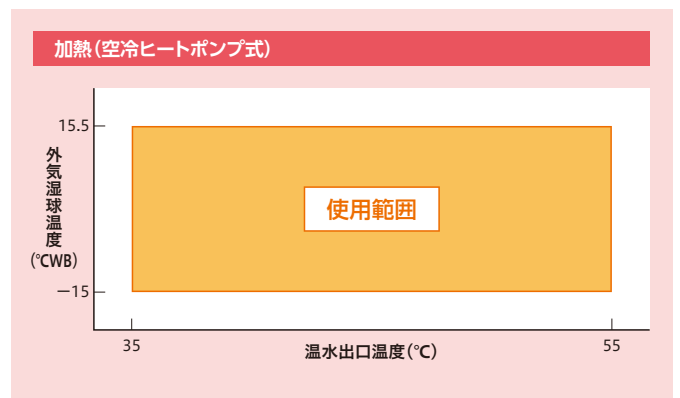 加熱(空冷ヒートポンプ式)
15.5
外気湿球温度
(℃WB)
使用範囲
−15
35
温水出口温度(℃)
55